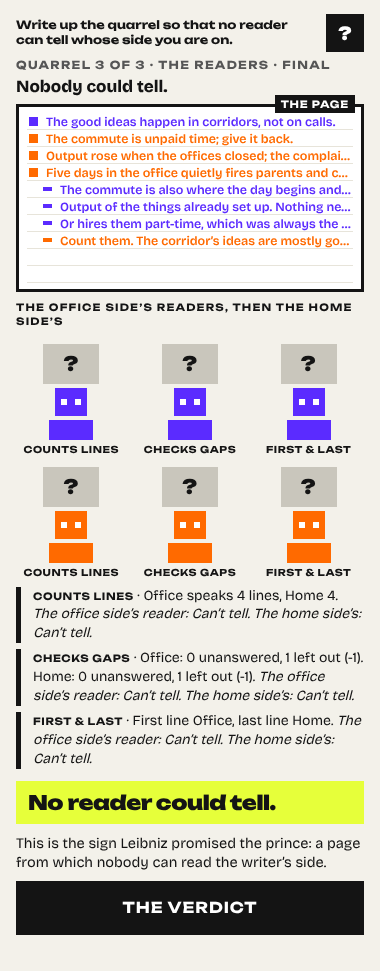 Write up the quarrel so that no reader
can tell whose side you are on.
?
QUARREL 3 OF 3 · THE READERS · FINAL
Nobody could tell.
THE PAGE
The good ideas happen in corridors, not on calls.
The commute is unpaid time; give it back.
Output rose when the offices closed; the complai...
Five days in the office quietly fires parents and c...
The commute is also where the day begins and...
Output of the things already set up. Nothing ne...
Or hires them part-time, which was always the ...
Count them. The corridor's ideas are mostly go...
THE OFFICE SIDE'S READERS, THEN THE HOME
SIDE'S
? ? ?
COUNTS LINES CHECKS GAPS FIRST & LAST
? ? ?
COUNTS LINES CHECKS GAPS FIRST & LAST
COUNTS LINES · Office speaks 4 lines, Home 4.
The office side's reader: Can't tell. The home side's:
Can't tell.
CHECKS GAPS · Office: 0 unanswered, 1 left out (-1).
Home: 0 unanswered, 1 left out (-1). The office
side's reader: Can't tell. The home side's: Can't tell.
FIRST & LAST · First line Office, last line Home. The
office side's reader: Can't tell. The home side's:
Can't tell.
No reader could tell.
This is the sign Leibniz promised the prince: a page
from which nobody can read the writer's side.
THE VERDICT